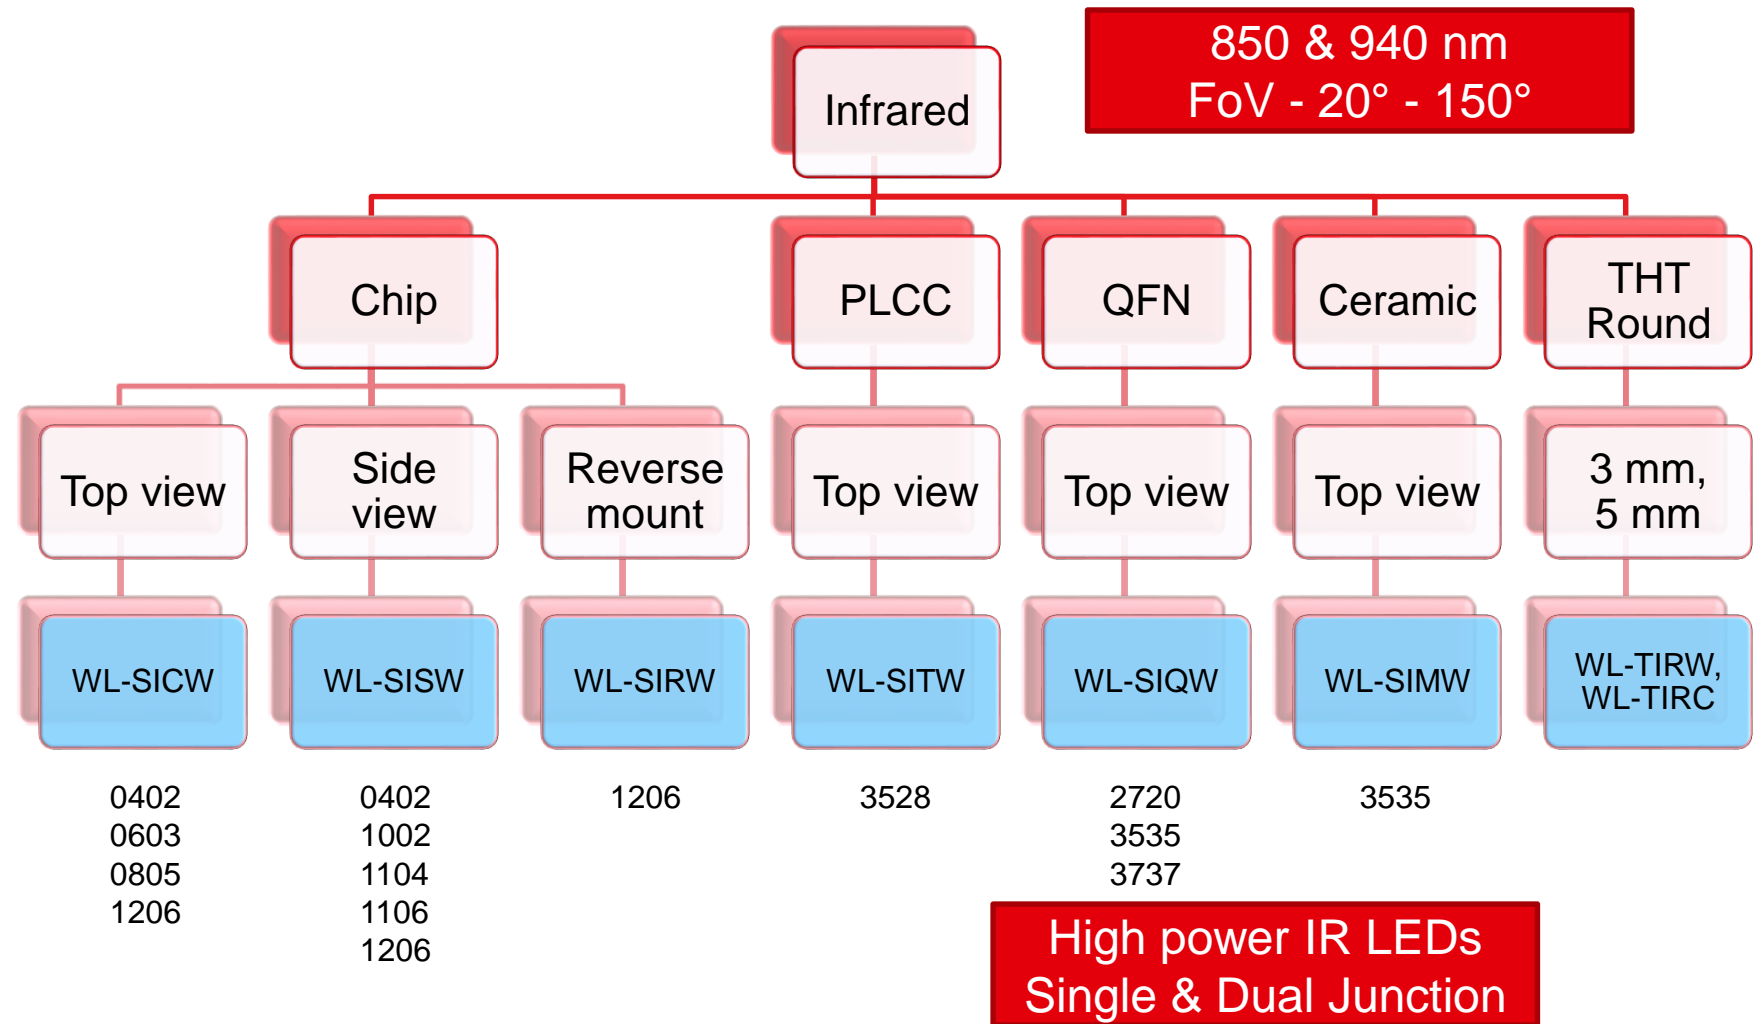 850 & 940 nm
FoV - 20° - 150°
Infrared
Chip
PLCC
QFN
Ceramic
THT
Round
Top view
Side
view
Reverse
mount
Top view
Top view
Top view
3 mm,
5 mm
WL-SICW
WL-SISW
WL-SIRW
WL-SITW
WL-SIQW
WL-SIMW
WL-TIRW,
WL-TIRC
0402
0603
0805
1206
0402
1002
1104
1106
1206
1206
3528
2720
3535
3737
3535
High power IR LEDs
Single & Dual Junction